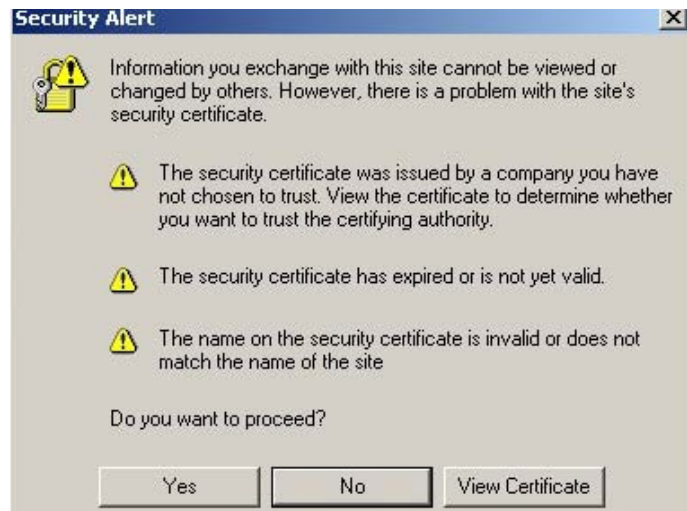 Security Alert
Information you exchange with this site cannot be viewed or
changed by others. However, there is a problem with the site's
security certificate.
The security certificate was issued by a company you have
not chosen to trust. View the certificate to determine whether
you want to trust the certifying authority.
The security certificate has expired or is not yet valid.
The name on the security certificate is invalid or does not
match the name of the site
Do you want to proceed?
Yes
No
View Certificate